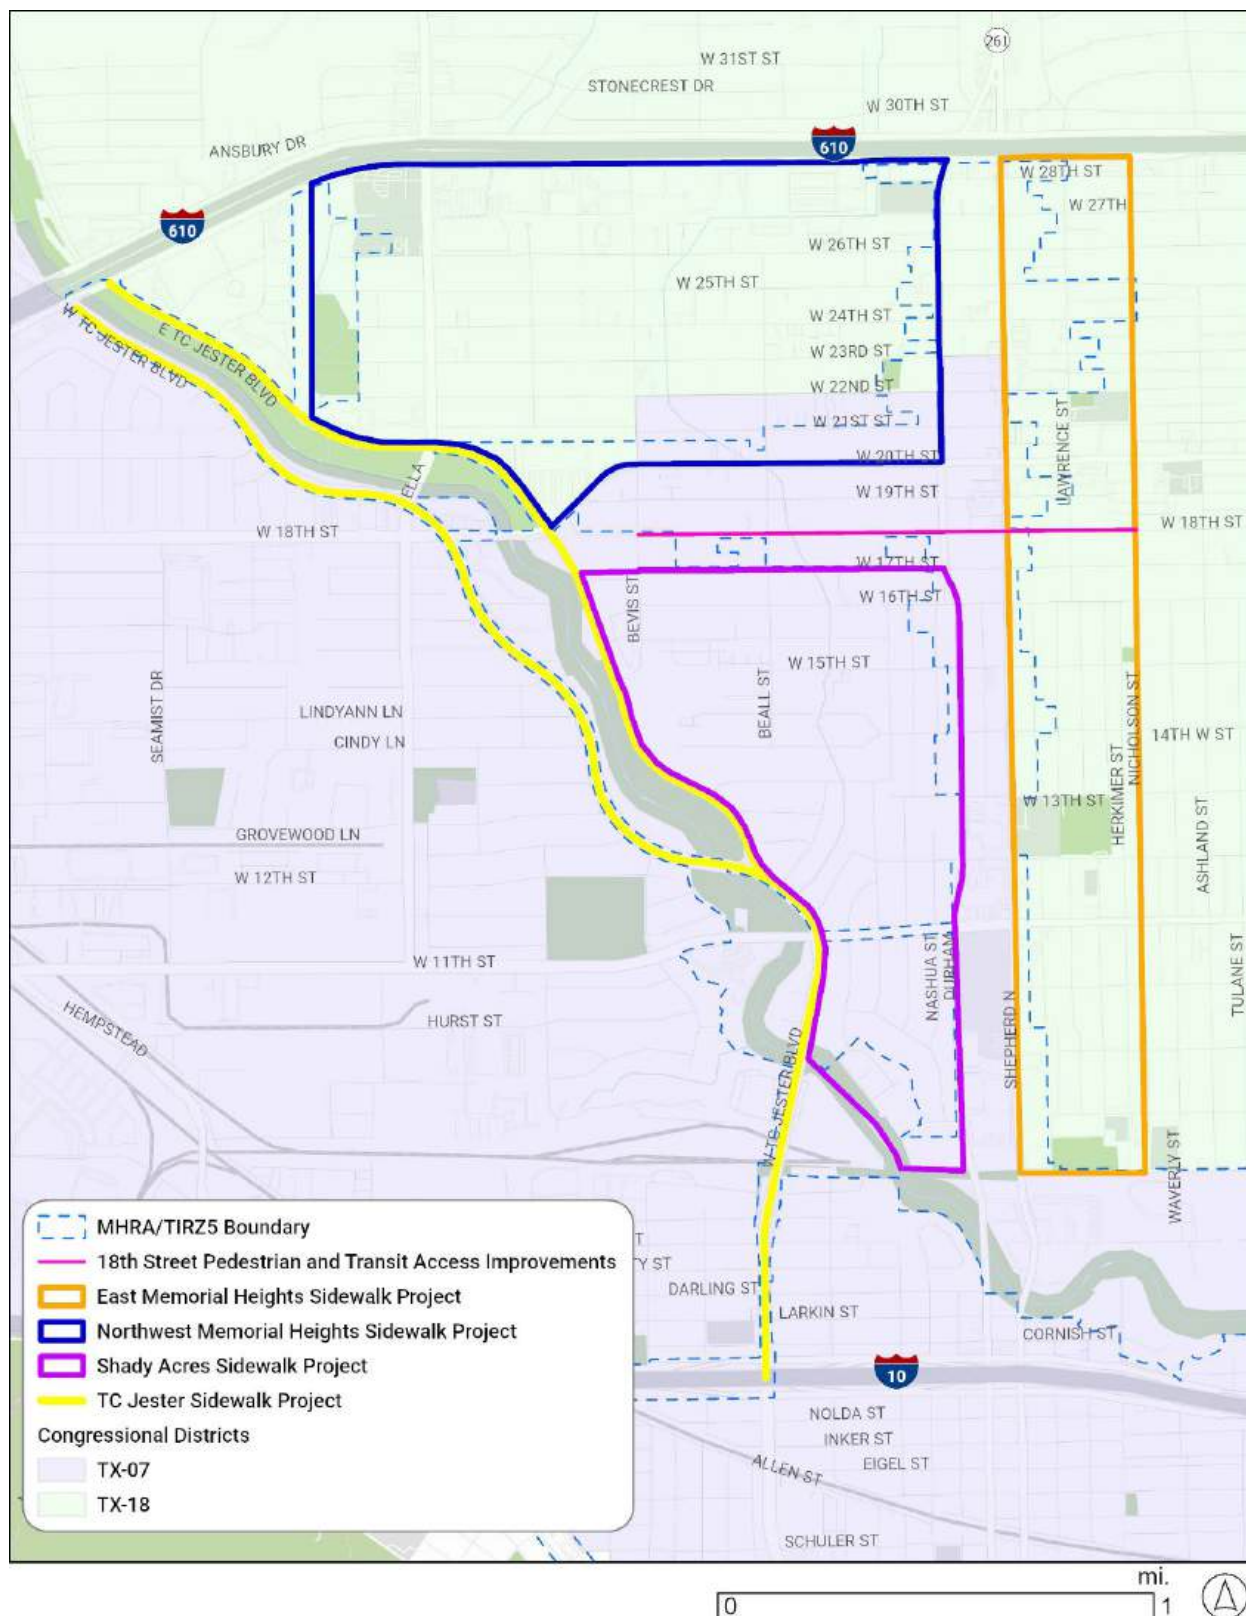 261
W 31ST ST
STONECREST DR
W 30TH ST
ANSBURY DR
610
W 28TH ST
W 27TH
610
W 26TH ST
W 25TH ST
W TC JESTER BLVD
E TC JESTER BLVD
W 24TH ST
W 23RD ST
W 22ND ST
W 21ST ST
LAWRENCE ST
W 20TH ST
ELLA
W 19TH ST
W 18TH ST
W 18TH ST
W 17TH ST
W 16TH ST
BEVIS ST
W 15TH ST
SEAMIST DR
BEALL ST
LINDYANN LN
CINDY LN
14TH W ST
NICHOLSON ST
HERKIMER ST
W 13TH ST
GROVEWOOD LN
ASHLAND ST
W 12TH ST
W 11TH ST
NASHUA ST
DURHAM
TULANE ST
HEMPSTEAD
HURST ST
SHEPHERD N
W TC JESTER BLVD
WAVERLY ST
MHRA/TIRZ5 Boundary
18th Street Pedestrian and Transit Access Improvements
East Memorial Heights Sidewalk Project
Northwest Memorial Heights Sidewalk Project
Shady Acres Sidewalk Project
TC Jester Sidewalk Project
Congressional Districts
TX-07
TX-18
T
TY ST
DARLING ST
LARKIN ST
CORNISH ST
10
NOLDA ST
INKER ST
EIGEL ST
ALLEN ST
SCHULER ST
mi.
0 1